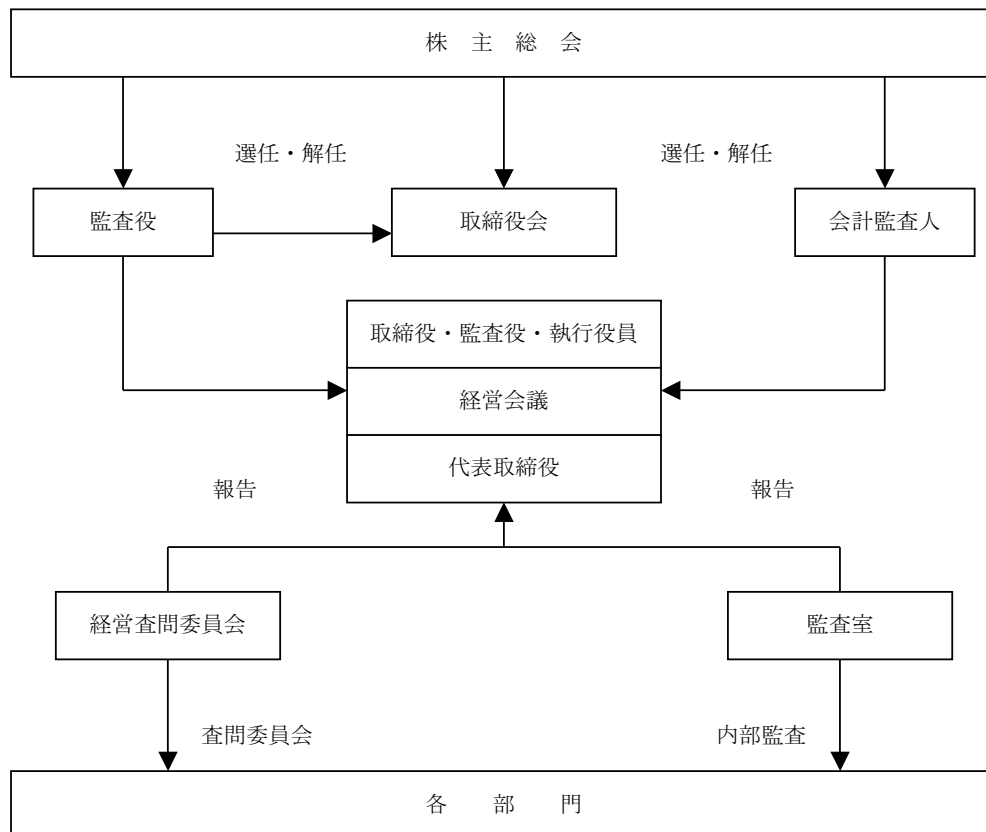 株 主 総 会
選任・解任 選任・解任
監査役 取締役会 会計監査人
取締役・監査役・執行役員
経営会議
代表取締役
報告 報告
経営査問委員会 監査室
査問委員会 内部監査
各 部 門